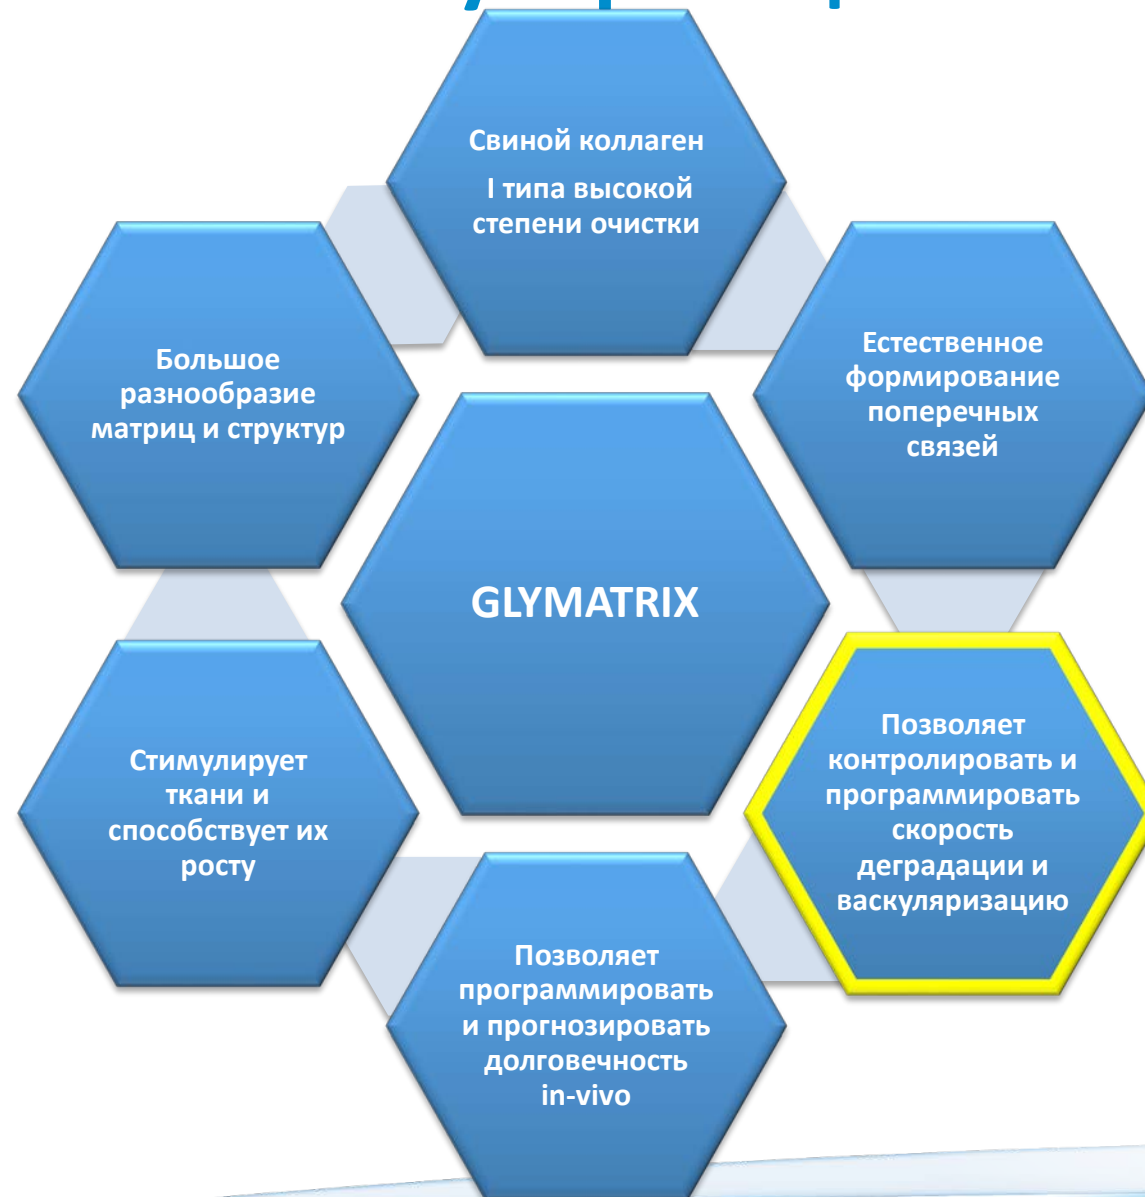 Свиной коллаген
I типа высокой
степени очистки
Естественное
формирование
поперечных
связей
Большое
разнообразие
матриц и структур
GLYMATRIX
Позволяет
контролировать и
программировать
скорость
деградации и
васкуляризацию
Стимулирует
ткани и
способствует их
росту
Позволяет
программировать
и прогнозировать
долговечность
in-vivo